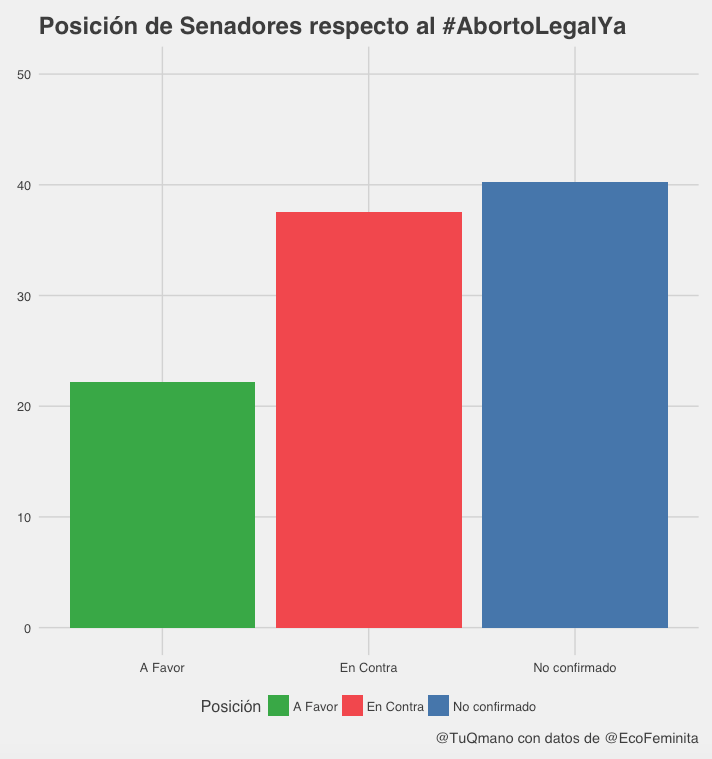 Posición de Senadores respecto al #AbortoLegalYa
50
40
30
20
10
0
A Favor En Contra No confirmado
Posición A Favor En Contra No confirmado
@TuQmano con datos de @EcoFeminita